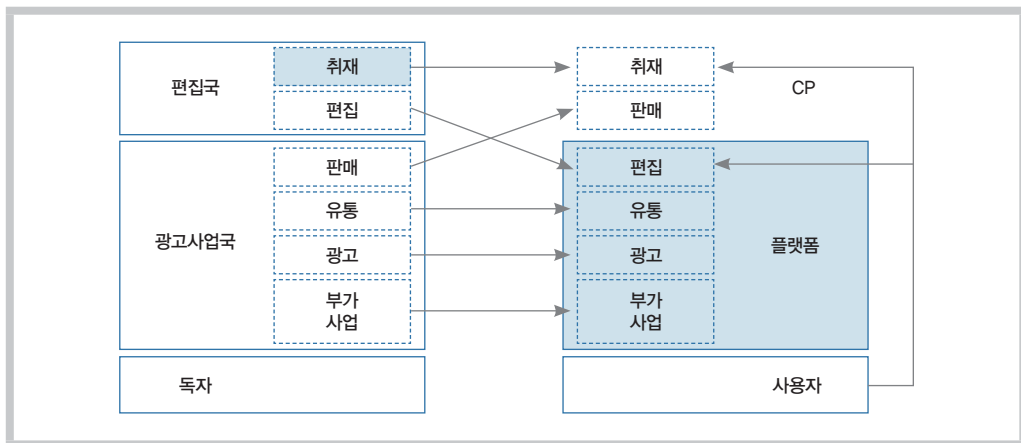 편집국
취재
편집
광고사업국
판매
유통
광고
부가
사업
독자
취재
판매
CP
편집
유통
광고
부가
사업
플랫폼
사용자